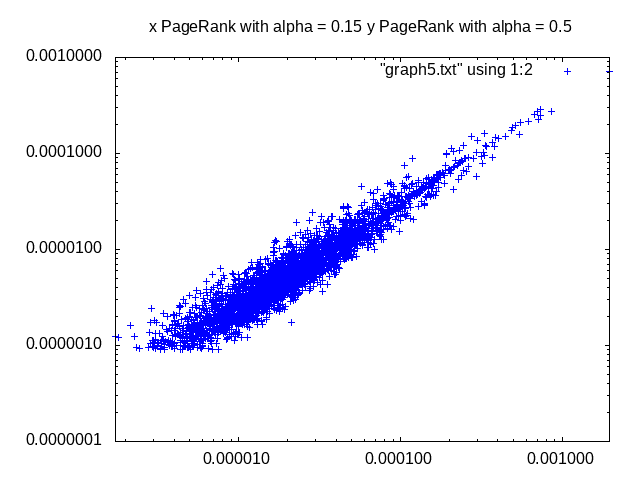 x PageRank with alpha = 0.15 y PageRank with alpha = 0.5
0.0010000
"graph5.txt" using 1:2
0.0001000
0.0000100
0.0000010
0.0000001
0.000010 0.000100 0.001000